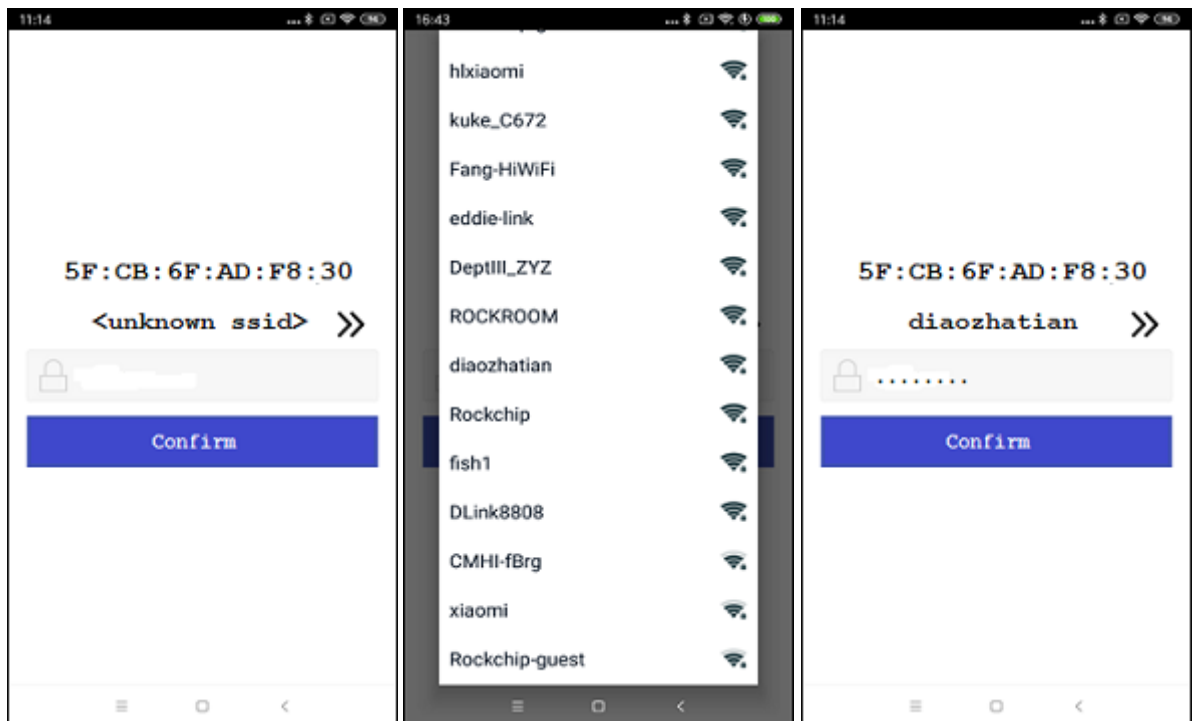 11:14
94
5F:CB:6F:AD:F8:30
<unknown ssid>
Confirm
16:43
hlxiaomi
kuke_C672
Fang-HiWiFi
eddie-link
DeptIII_ZYZ
ROCKROOM
diaozhatian
Rockchip
fish1
DLink8808
CMHI-fBrg
xiaomi
Rockchip-guest
11:14
94
5F:CB:6F:AD:F8:30
diaozhatian
........
Confirm